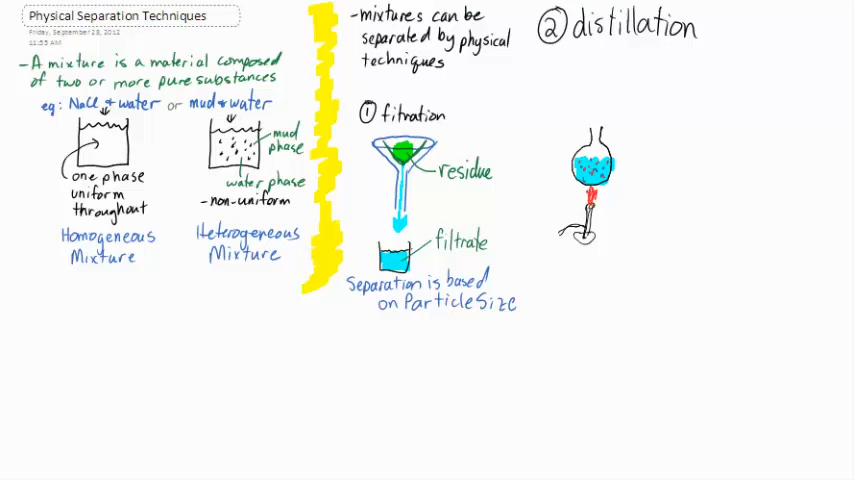 Physical Separation Techniques
Friday, September 28, 2012
11:55 AM
-A mixture is a material composed
of two or more pure substances
eg: NaCl & water or mud & water
mud
phase
water phase
one phase
uniform
throughout
-non-uniform
Homogeneous
Mixture
Heterogeneous
Mixture
-mixtures can be
separated by physical
techniques
① filtration
residue
filtrate
Separation is based
on Particle Size
② distillation